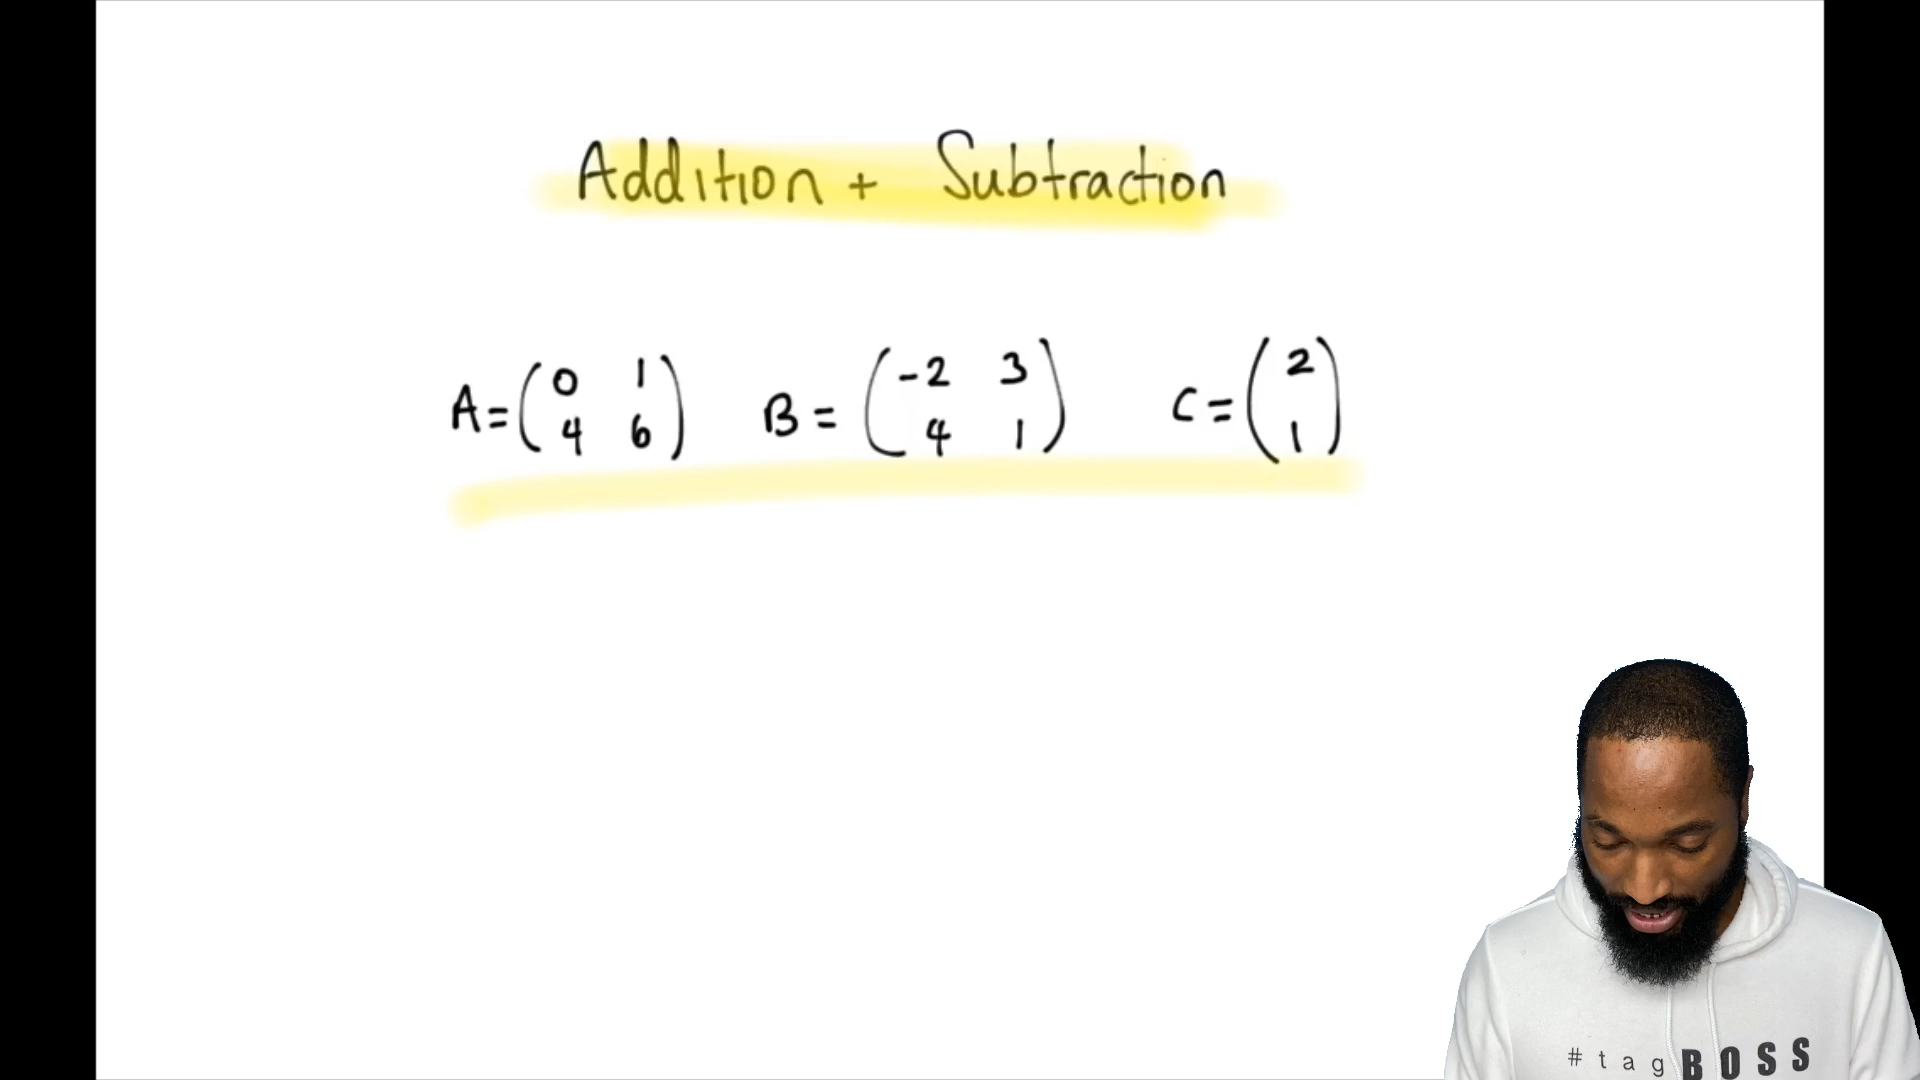 Addition + Subtraction
A = ( 0 1 ) B = ( -2 3 ) C = ( 2 )
( 4 6 ) ( 4 1 ) ( 1 )
#tagBOSS